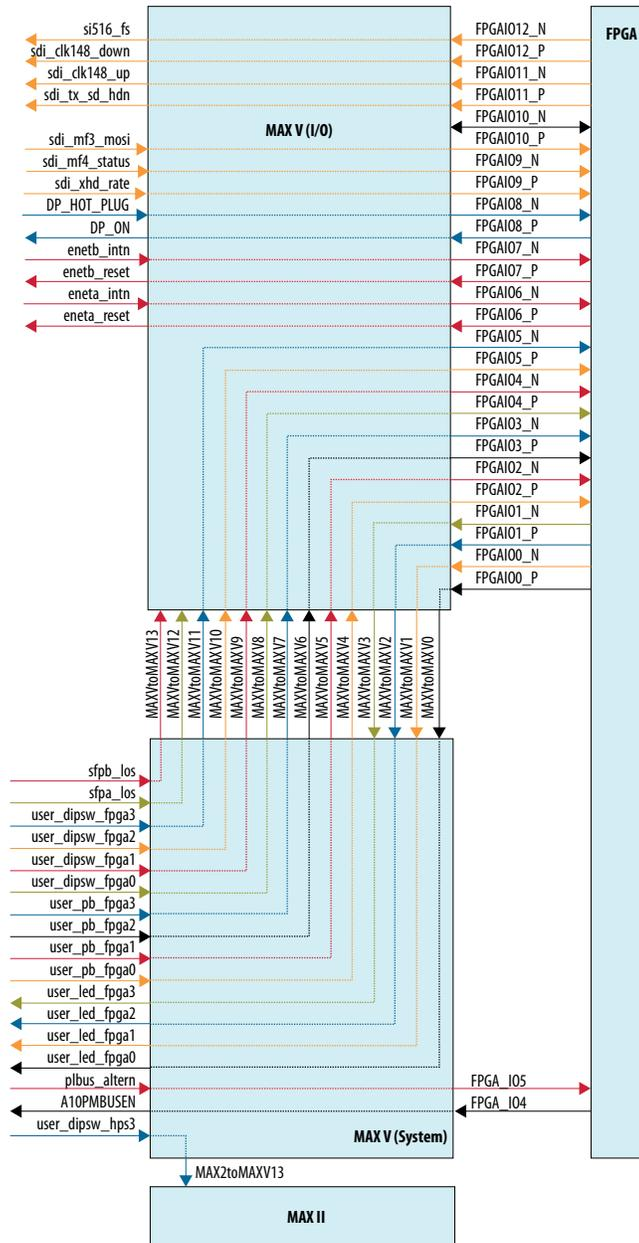 si516_fs
FPGAIO12_N
FPGA
sdi_clk148_down
FPGAIO12_P
sdi_clk148_up
FPGAIO11_N
sdi_tx_sd_hdn
FPGAIO11_P
FPGAIO10_N
MAX V (I/O)
sdi_mf3_mosi
FPGAIO10_P
sdi_mf4_status
FPGAIO9_N
sdi_xhd_rate
FPGAIO9_P
DP_HOT_PLUG
FPGAIO8_N
DP_ON
FPGAIO8_P
enetb_intn
FPGAIO7_N
enetb_reset
FPGAIO7_P
eneta_intn
FPGAIO6_N
eneta_reset
FPGAIO6_P
FPGAIO5_N
FPGAIO5_P
FPGAIO4_N
FPGAIO4_P
FPGAIO3_N
FPGAIO3_P
FPGAIO2_N
FPGAIO2_P
FPGAIO1_N
FPGAIO1_P
FPGAIO0_N
FPGAIO0_P
MAXVtoMAXV13
MAXVtoMAXV12
MAXVtoMAXV11
MAXVtoMAXV10
MAXVtoMAXV9
MAXVtoMAXV8
MAXVtoMAXV7
MAXVtoMAXV6
MAXVtoMAXV5
MAXVtoMAXV4
MAXVtoMAXV3
MAXVtoMAXV2
MAXVtoMAXV1
MAXVtoMAXV0
sfpb_los
sfpa_los
user_dipsw_fpga3
user_dipsw_fpga2
user_dipsw_fpga1
user_dipsw_fpga0
user_pb_fpga3
user_pb_fpga2
user_pb_fpga1
user_pb_fpga0
user_led_fpga3
user_led_fpga2
user_led_fpga1
user_led_fpga0
plbus_altern
FPGA_IO5
A10PMBUSEN
FPGA_IO4
user_dipsw_hps3
MAX V (System)
MAX2toMAXV13
MAX II